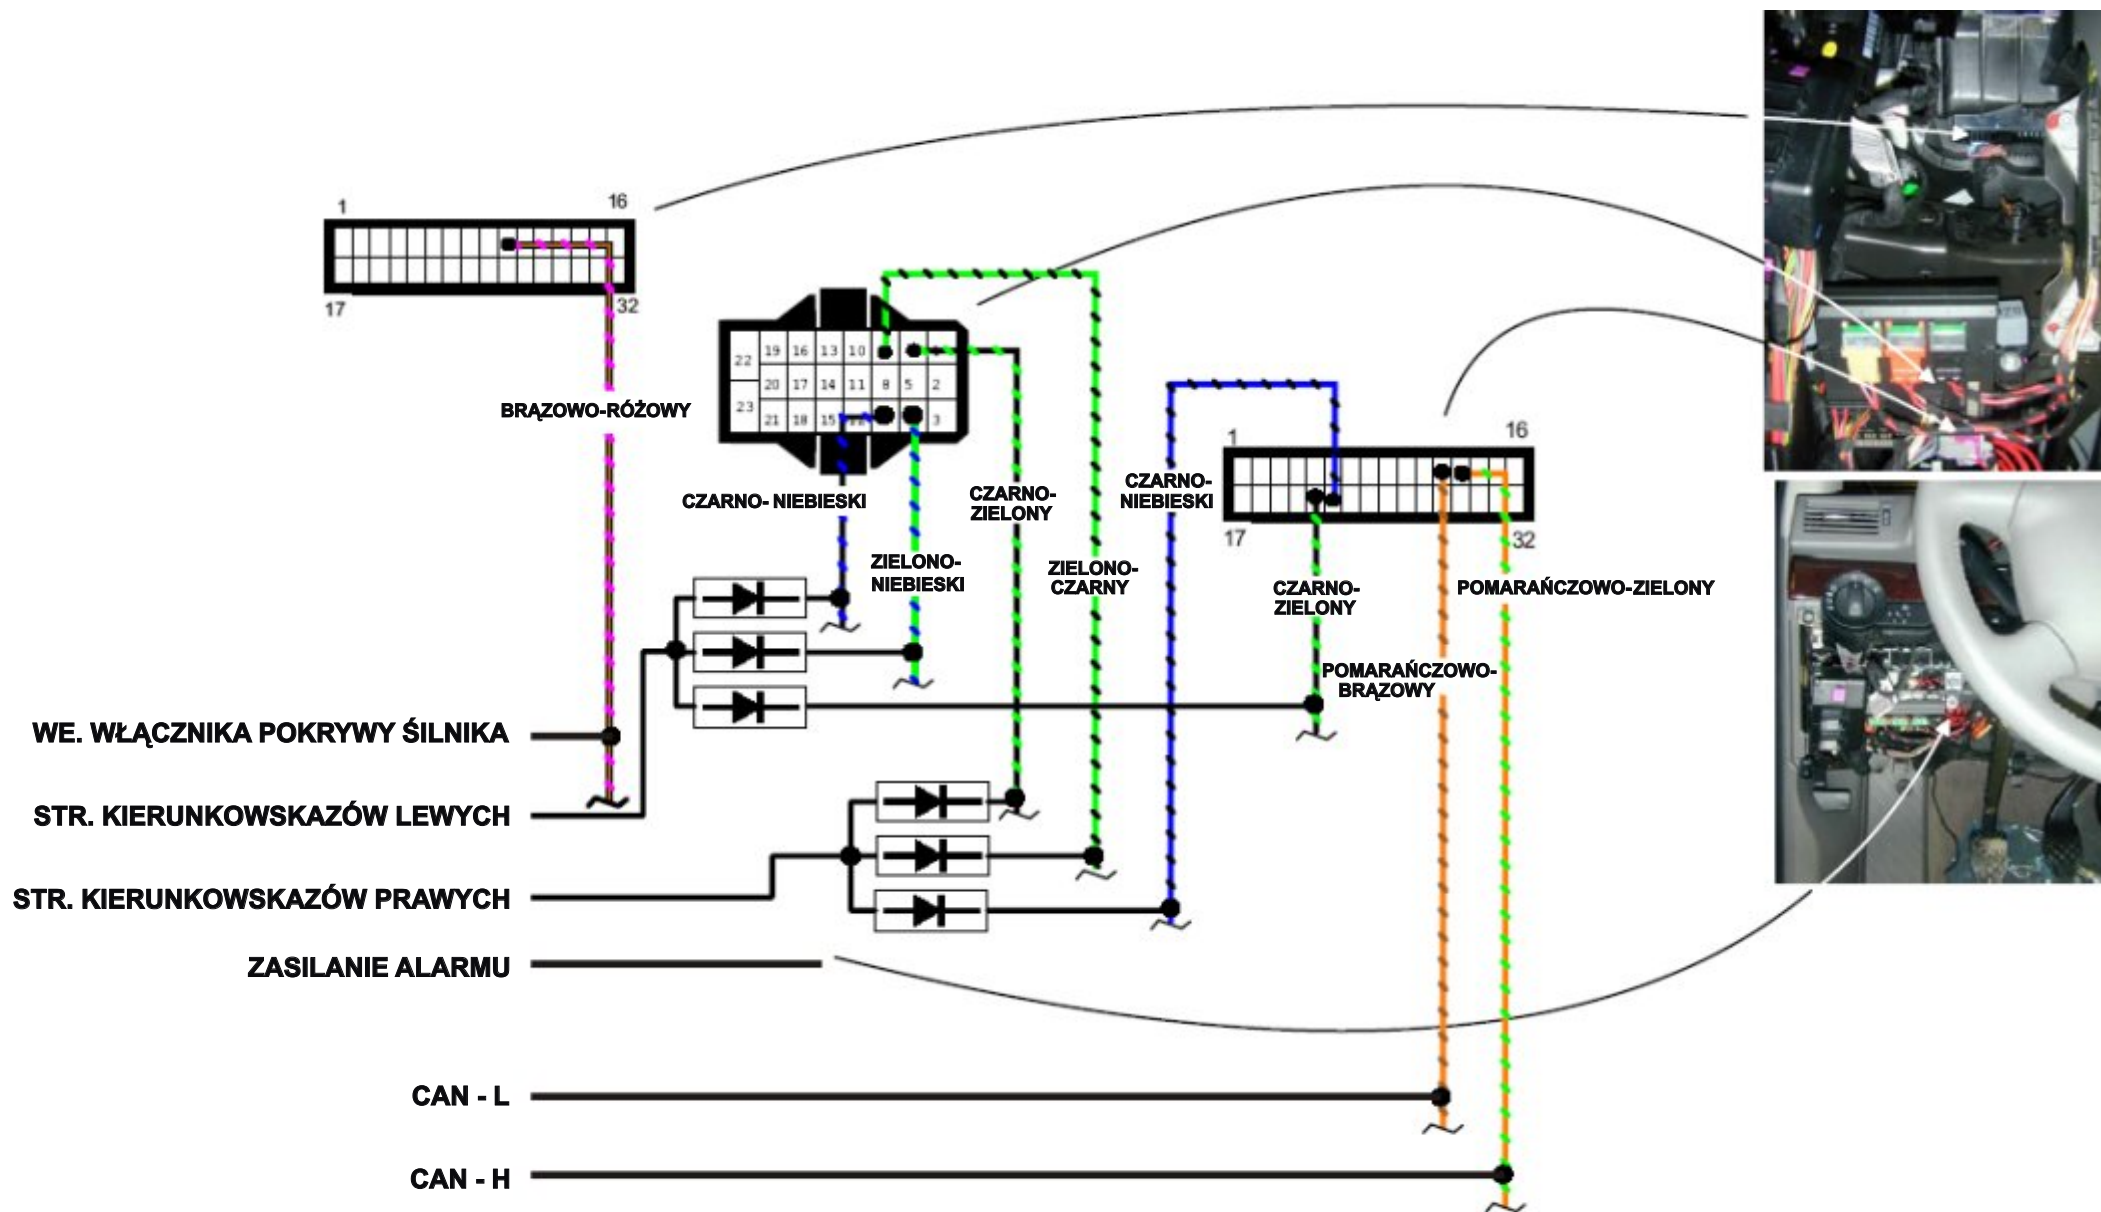 1
16
17
32
BRĄZOWO-RÓŻOWY
22
19
16
13
10
20
17
14
11
8
5
2
23
21
18
15
3
CZARNO- NIEBIESKI
ZIELONO-
NIEBIESKI
CZARNO-
ZIELONY
ZIELONO-
CZARNY
CZARNO-
NIEBIESKI
1
16
17
32
CZARNO-
ZIELONY
POMARAŃCZOWO-ZIELONY
POMARAŃCZOWO-
BRĄZOWY
WE. WŁĄCZNIKA POKRYWY ŚILNIKA
STR. KIERUNKOWSKAZÓW LEWYCH
STR. KIERUNKOWSKAZÓW PRAWYCH
ZASILANIE ALARMU
CAN - L
CAN - H